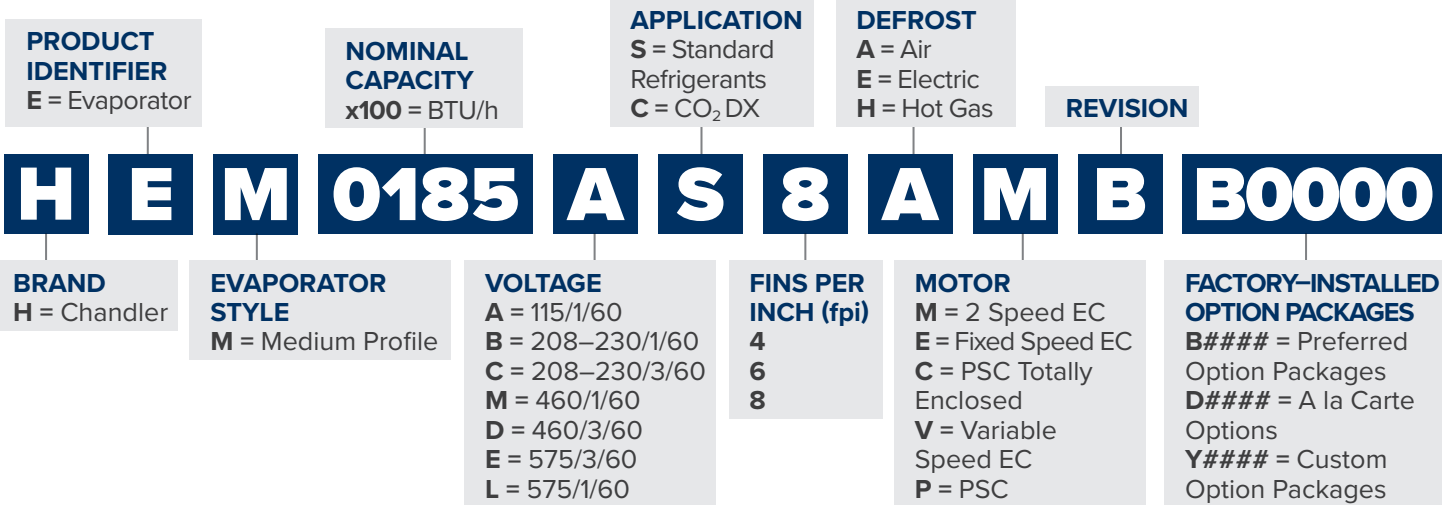 PRODUCT
IDENTIFIER
E = Evaporator
NOMINAL
CAPACITY
x100 = BTU/h
APPLICATION
S = Standard
Refrigerants
C = CO₂ DX
DEFROST
A = Air
E = Electric
H = Hot Gas
REVISION
H E M 0185 A S 8 A M B B0000
BRAND
H = Chandler
EVAPORATOR
STYLE
M = Medium Profile
VOLTAGE
A = 115/1/60
B = 208–230/1/60
C = 208–230/3/60
M = 460/1/60
D = 460/3/60
E = 575/3/60
L = 575/1/60
FINS PER
INCH (fpi)
4
6
8
MOTOR
M = 2 Speed EC
E = Fixed Speed EC
C = PSC Totally
Enclosed
V = Variable
Speed EC
P = PSC
FACTORY–INSTALLED
OPTION PACKAGES
B#### = Preferred
Option Packages
D#### = A la Carte
Options
Y#### = Custom
Option Packages